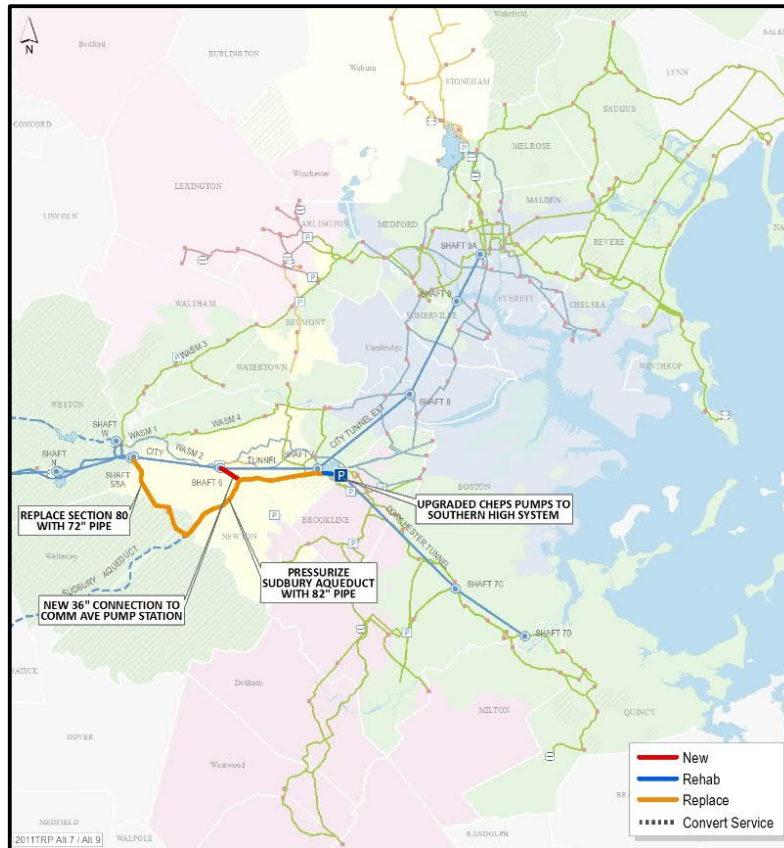 N
Bedford
BURLINGTON
Woburn
STONEHAM
Wakefield
LYNN
SAUGUS
CONCORD
MELROSE
LEXINGTON
Winchester
MALDEN
ARLINGTON
MEDFORD
LINCOLN
REVERE
SHAFT 9A
WALTHAM
SHAFT 9
EVERETT
CHELSEA
SOMERVILLE
BELMONT
Cambridge
WASM 3
WINTHROP
WATERTOWN
WESTON
SHAFT 8
CITY TUNNEL EXT
WASM 4
SHAFT
W
WASM 1
CITY
WASM 2
TUNNEL
SHAFT 7
SHAFT
N
SHAFT
5/5A
SHAFT 6
BOSTON
P
UPGRADED CHEPS PUMPS TO
SOUTHERN HIGH SYSTEM
REPLACE SECTION 80
WITH 72" PIPE
BROOKLINE
NEWTON
DORCHESTER TUNNEL
Wellesley
SUDBURY AQUEDUCT
PRESSURIZE
SUDBURY AQUEDUCT
WITH 82" PIPE
NEW 36" CONNECTION TO
COMM AVE PUMP STATION
SHAFT 7C
SHAFT 7D
NATICK
Dedham
MILTON
QUINCY
DOVER
Westwood
New
Rehab
Replace
Convert Service
MEDFIELD
WALPOLE
RANDOLPH
2011TRP Alt 7 / Alt 9